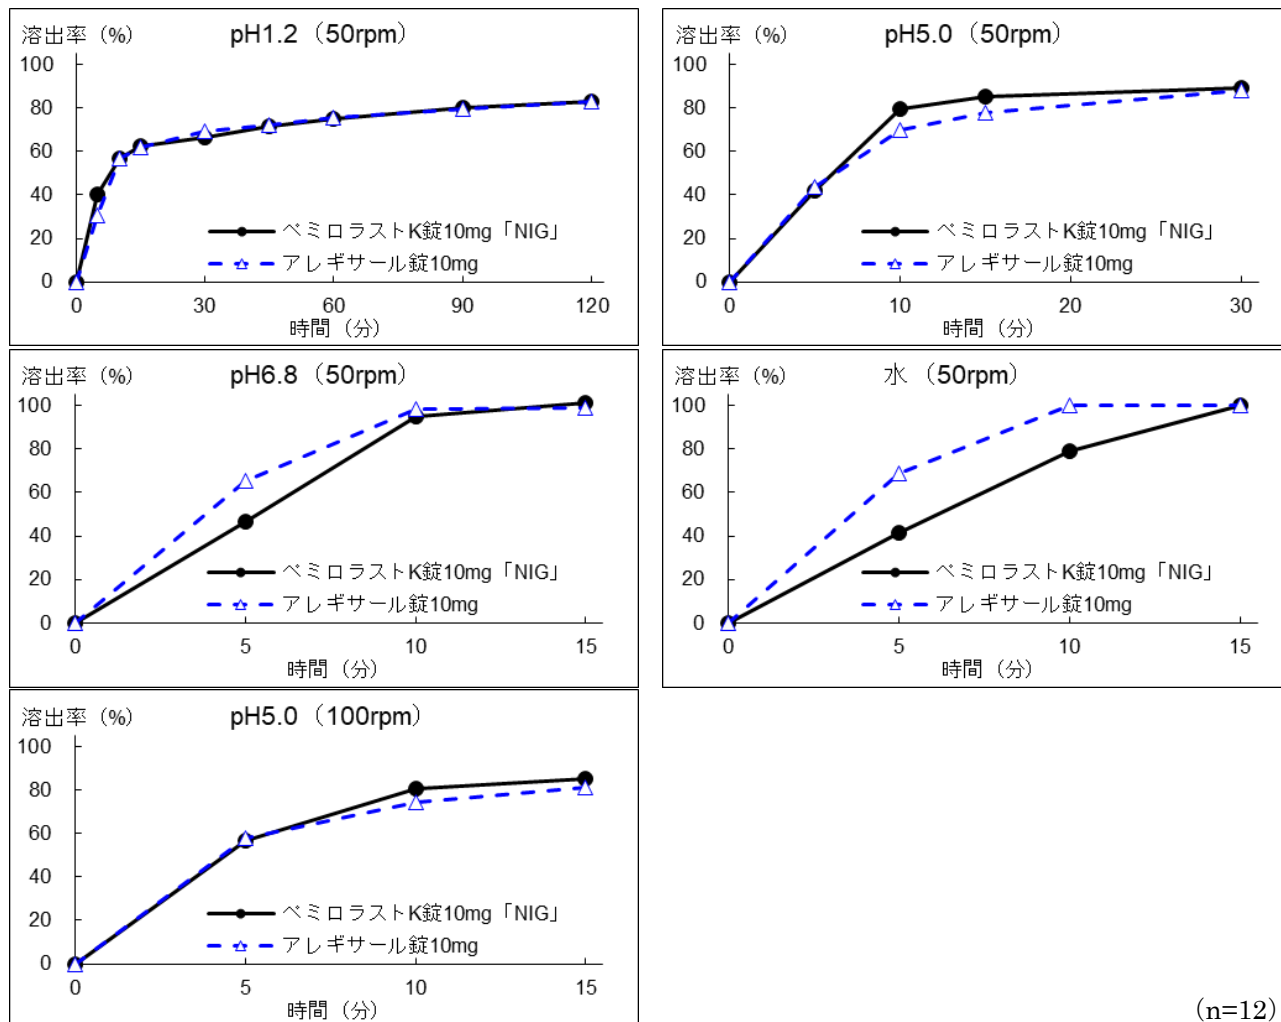 溶出率（%） pH1.2（50rpm）
100
80
60
40
20
0
0 30 60 90 120
時間（分）
ペミロラストK錠10mg「NIG」
アレギサール錠10mg
溶出率（%） pH5.0（50rpm）
100
80
60
40
20
0
0 10 20 30
時間（分）
ペミロラストK錠10mg「NIG」
アレギサール錠10mg
溶出率（%） pH6.8（50rpm）
100
80
60
40
20
0
0 5 10 15
時間（分）
ペミロラストK錠10mg「NIG」
アレギサール錠10mg
溶出率（%） 水（50rpm）
100
80
60
40
20
0
0 5 10 15
時間（分）
ペミロラストK錠10mg「NIG」
アレギサール錠10mg
溶出率（%） pH5.0（100rpm）
100
80
60
40
20
0
0 5 10 15
時間（分）
ペミロラストK錠10mg「NIG」
アレギサール錠10mg
(n=12)